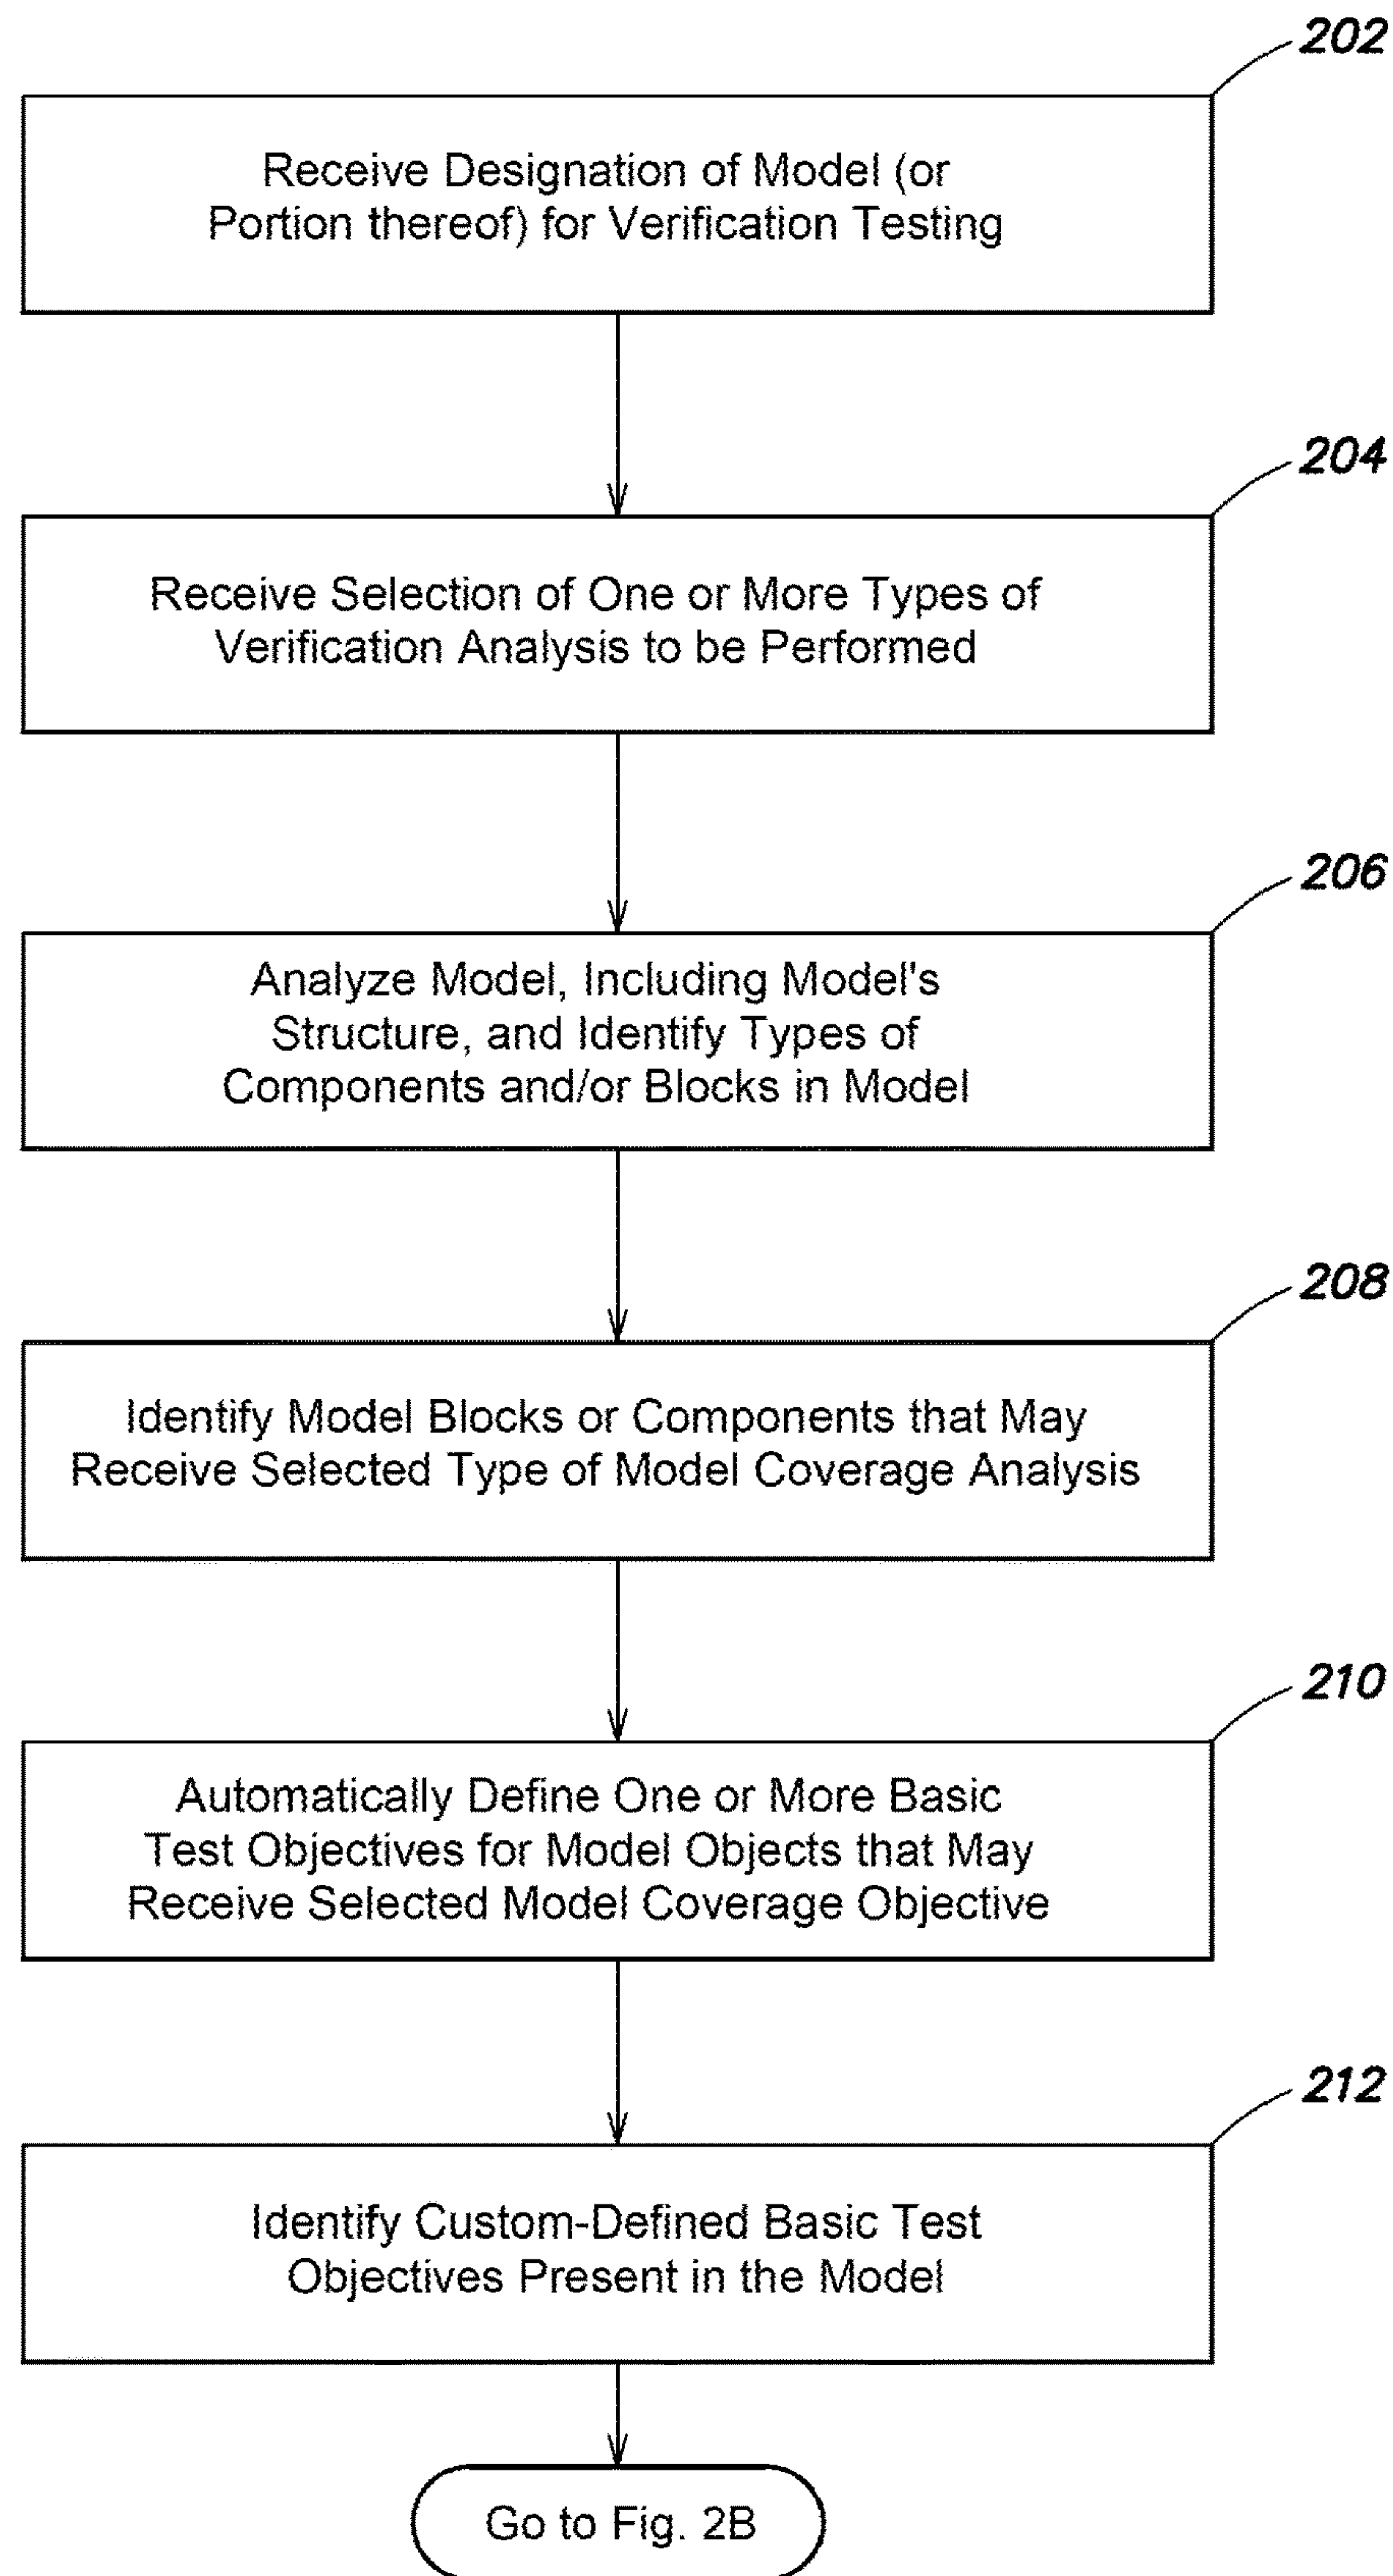 202
Receive Designation of Model (or
Portion thereof) for Verification Testing
204
Receive Selection of One or More Types of
Verification Analysis to be Performed
206
Analyze Model, Including Model's
Structure, and Identify Types of
Components and/or Blocks in Model
208
Identify Model Blocks or Components that May
Receive Selected Type of Model Coverage Analysis
210
Automatically Define One or More Basic
Test Objectives for Model Objects that May
Receive Selected Model Coverage Objective
212
Identify Custom-Defined Basic Test
Objectives Present in the Model
Go to Fig. 2B